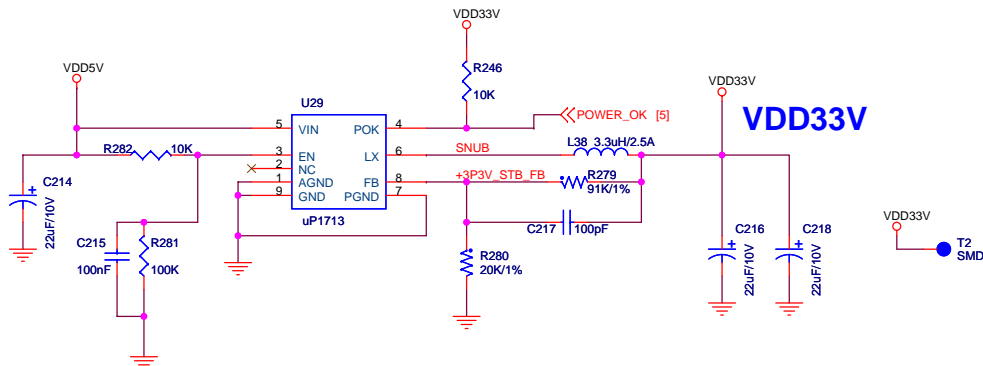 VDD33V
VDD5V
R246
10K
VDD33V
U29
POWER_OK [5]
VDD33V
5 VIN POK 4
R282 10K
3 EN LX 6
SNUB
L38 3.3uH/2.5A
2 NC
1 AGND FB 8
+3P3V_STB_FB
R279
91K/1%
9 GND PGND 7
uP1713
C214
22uF/10V
C217 100pF
C215
100nF
R281
100K
R280
20K/1%
C216
22uF/10V
C218
22uF/10V
VDD33V
T2
SMD